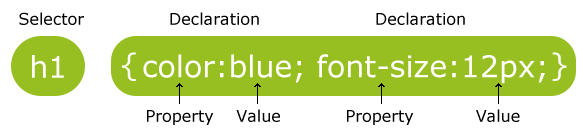 Selector Declaration Declaration
h1 {color:blue; font-size:12px;}
Property Value Property Value